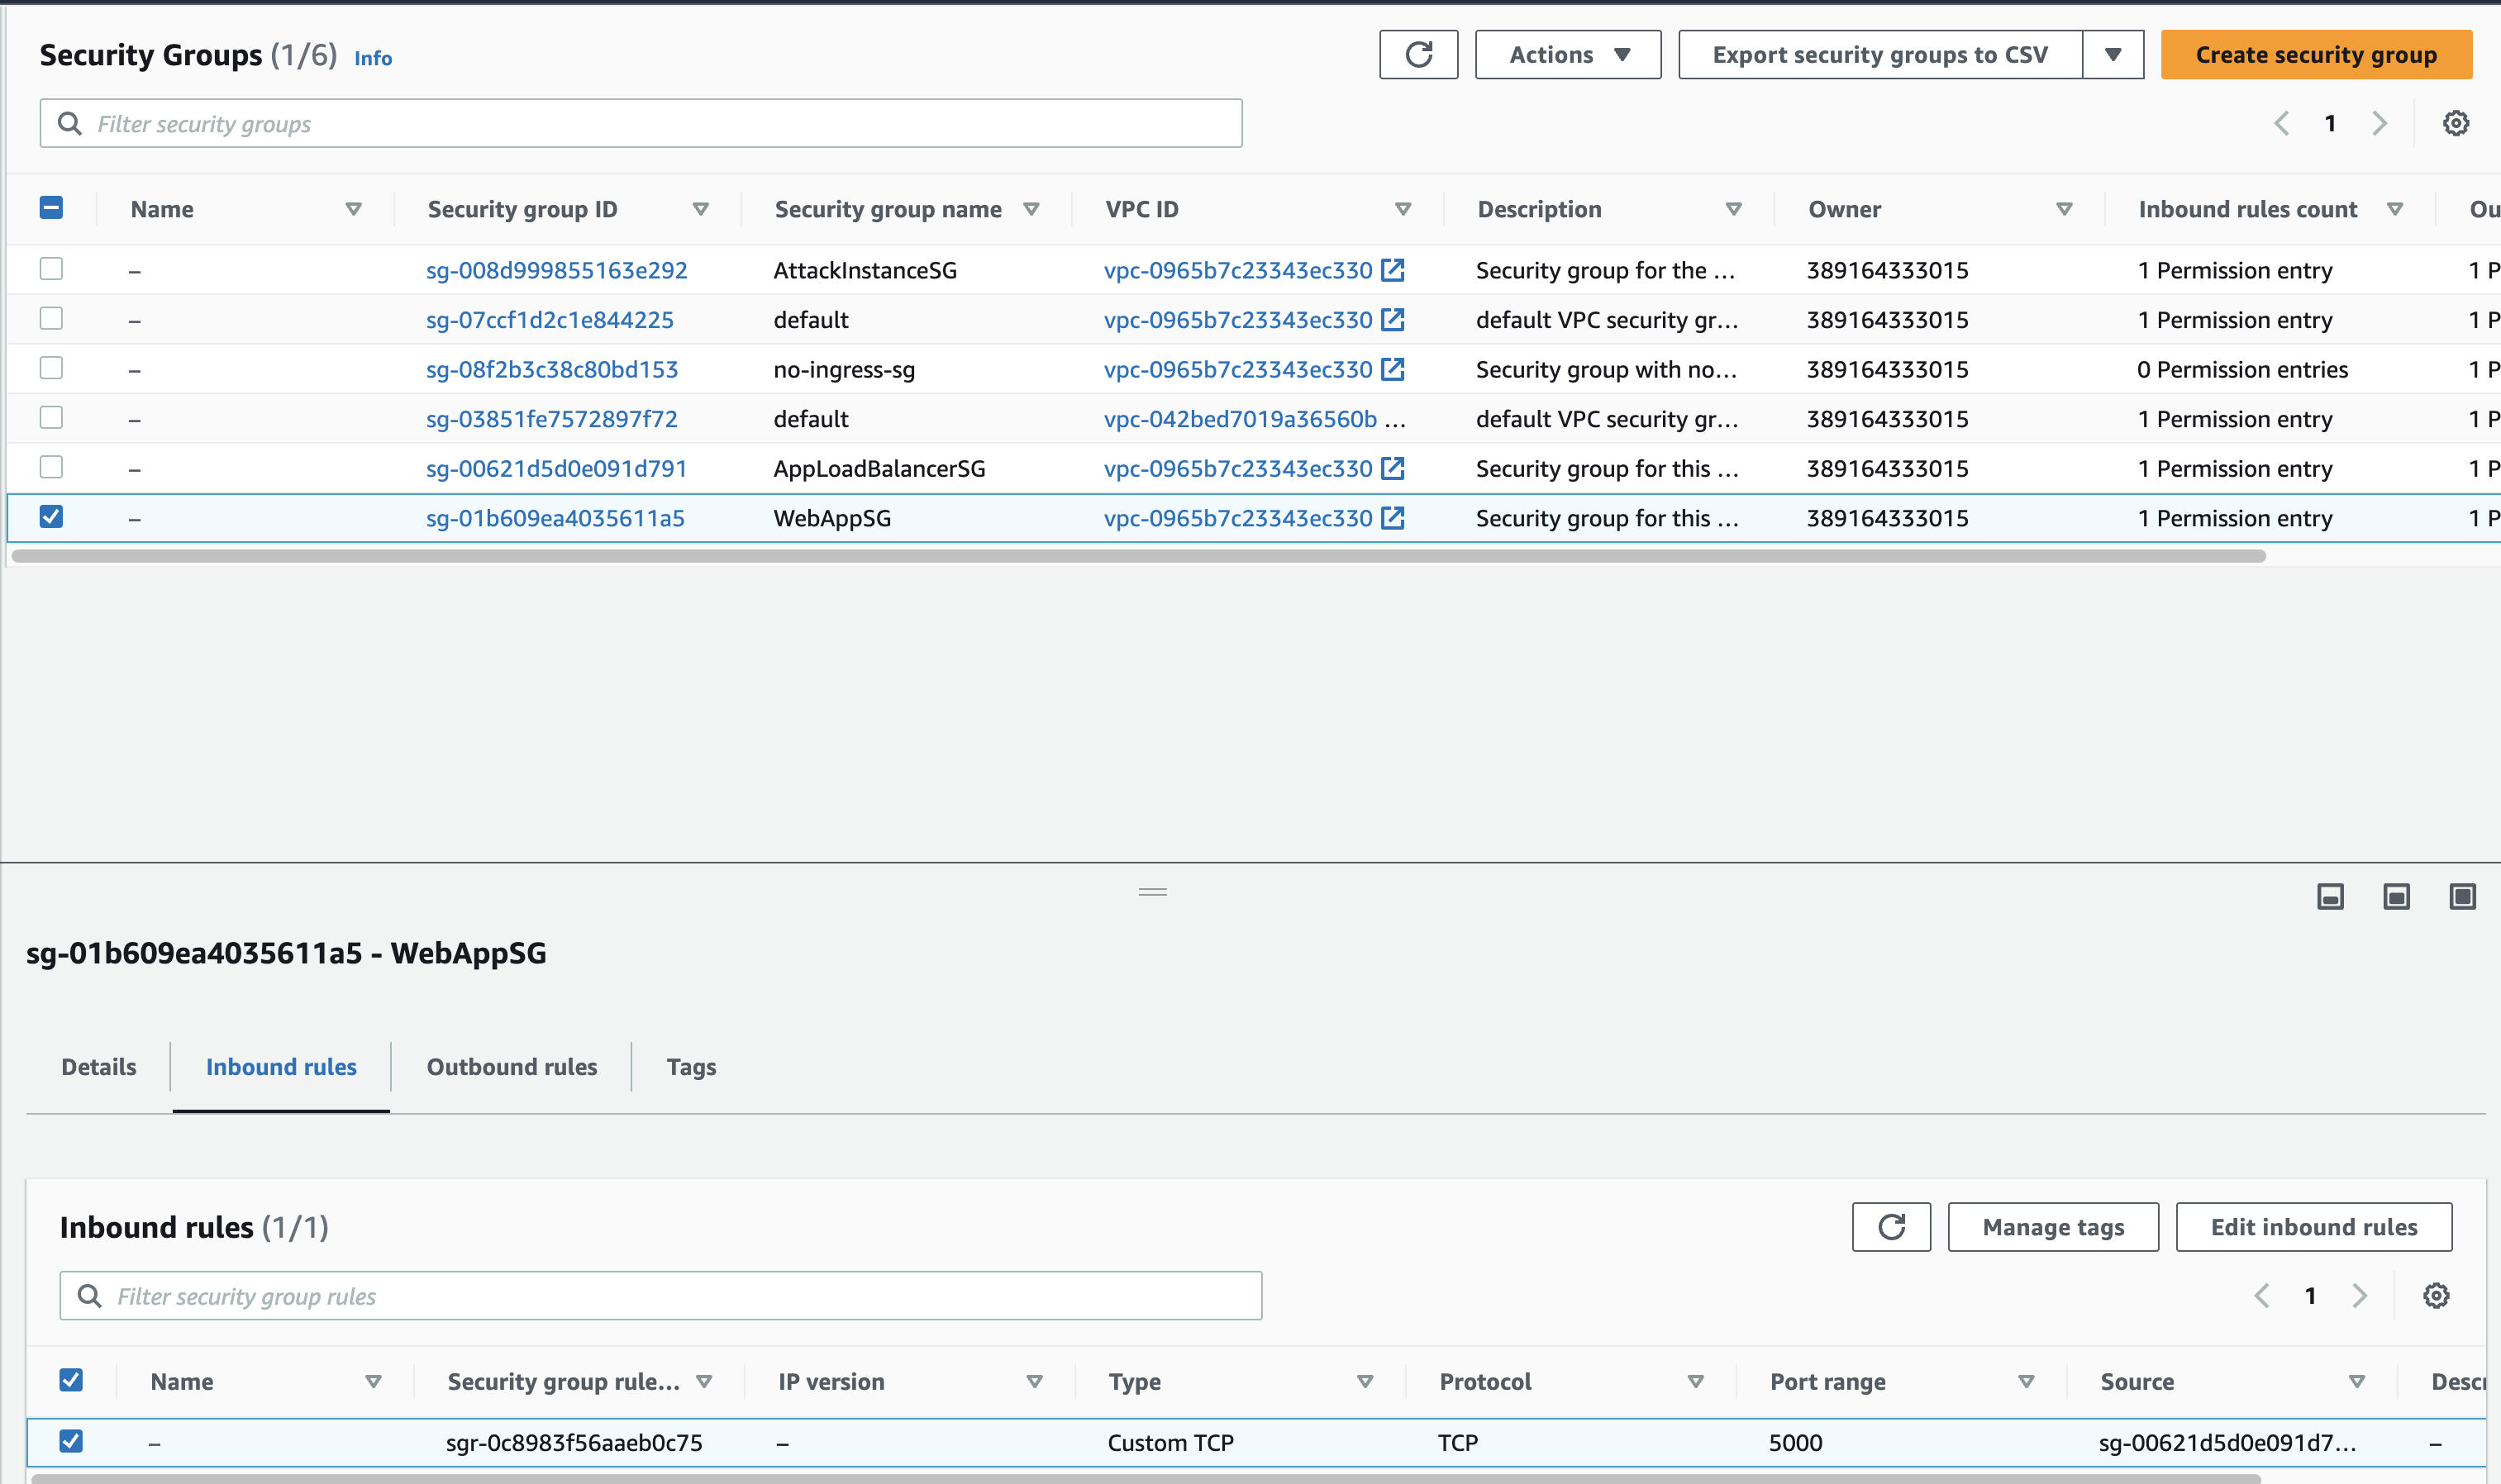 Security Groups (1/6) Info Actions Export security groups to CSV Create security group
Filter security groups 1
Name Security group ID Security group name VPC ID Description Owner Inbound rules count Ou
– sg-008d999855163e292 AttackInstanceSG vpc-0965b7c23343ec330 Security group for the ... 389164333015 1 Permission entry 1 P
– sg-07ccf1d2c1e844225 default vpc-0965b7c23343ec330 default VPC security gr... 389164333015 1 Permission entry 1 P
– sg-08f2b3c38c80bd153 no-ingress-sg vpc-0965b7c23343ec330 Security group with no... 389164333015 0 Permission entries 1 P
– sg-03851fe7572897f72 default vpc-042bed7019a36560b ... default VPC security gr... 389164333015 1 Permission entry 1 P
– sg-00621d5d0e091d791 AppLoadBalancerSG vpc-0965b7c23343ec330 Security group for this ... 389164333015 1 Permission entry 1 P
– sg-01b609ea4035611a5 WebAppSG vpc-0965b7c23343ec330 Security group for this ... 389164333015 1 Permission entry 1 P
sg-01b609ea4035611a5 - WebAppSG
Details Inbound rules Outbound rules Tags
Inbound rules (1/1) Manage tags Edit inbound rules
Filter security group rules 1
Name Security group rule... IP version Type Protocol Port range Source Descr
– sgr-0c8983f56aaeb0c75 – Custom TCP TCP 5000 sg-00621d5d0e091d7... –